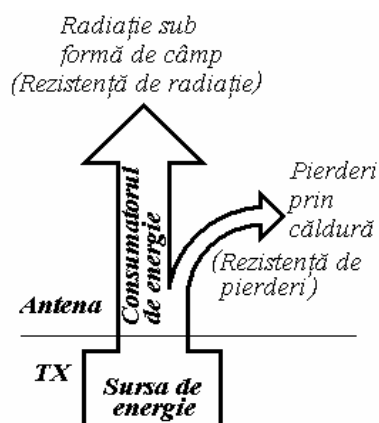 Radiație sub
formă de câmp
(Rezistență de radiație)
Pierderi
prin
căldură
(Rezistență de
pierderi)
Consumatorul
de energie
Antena
TX
Sursa de
energie